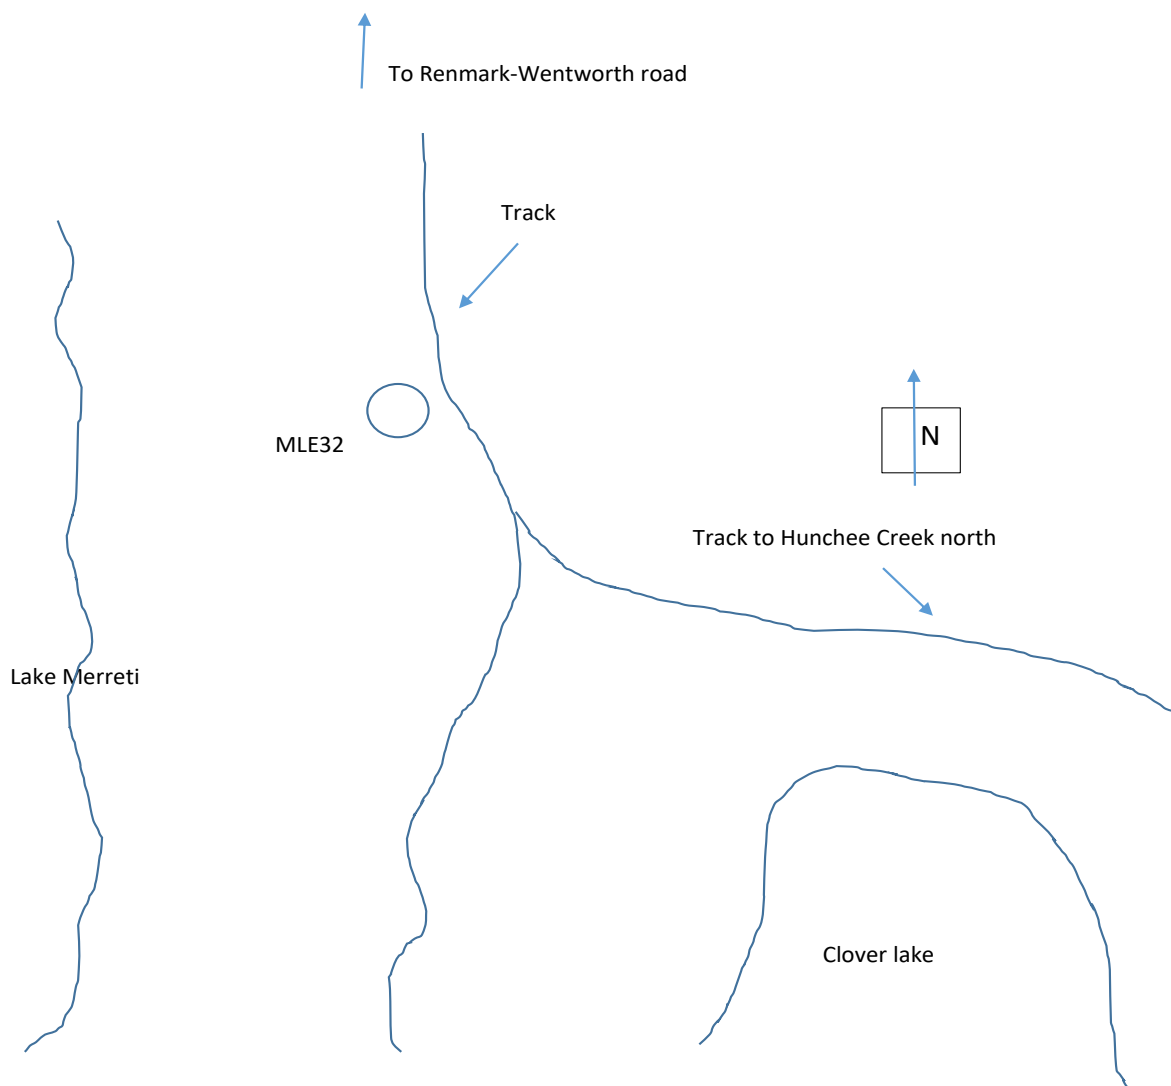 To Renmark-Wentworth road
Track
N
MLE32
Track to Hunchee Creek north
Lake Merreti
Clover lake